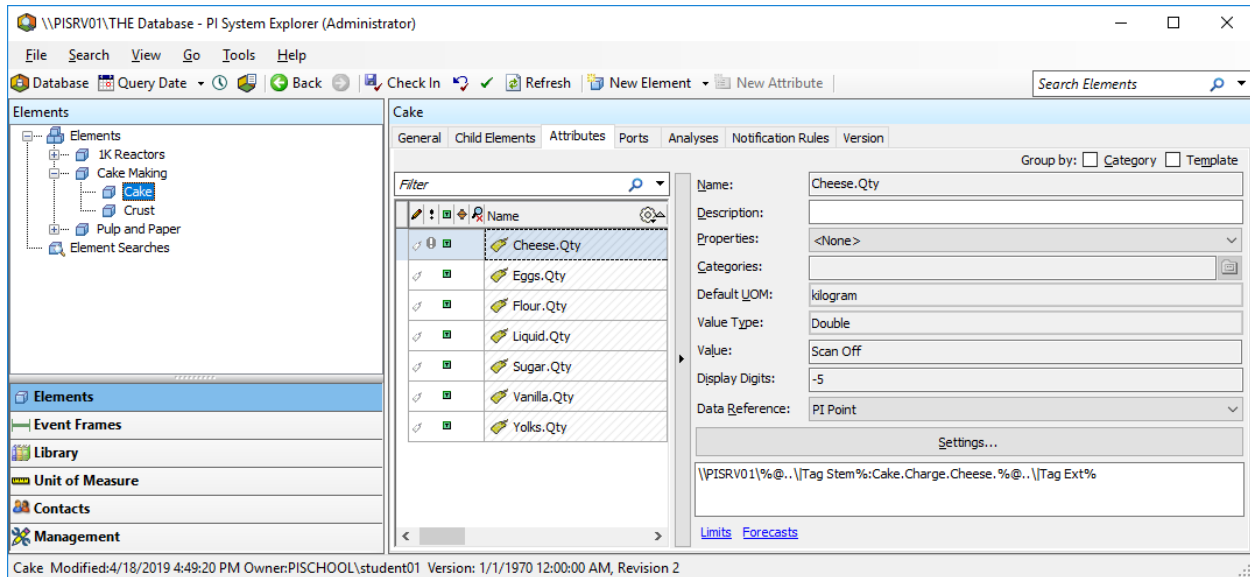 \\PISRV01\THE Database - PI System Explorer (Administrator)
File Search View Go Tools Help
Database Query Date Back Check In Refresh New Element New Attribute Search Elements
Elements
Elements
1K Reactors
Cake Making
Cake
Crust
Pulp and Paper
Element Searches
Elements
Event Frames
Library
Unit of Measure
Contacts
Management
Cake
General Child Elements Attributes Ports Analyses Notification Rules Version
Group by: Category Template
Filter
Name
Cheese.Qty
Eggs.Qty
Flour.Qty
Liquid.Qty
Sugar.Qty
Vanilla.Qty
Yolks.Qty
Name: Cheese.Qty
Description:
Properties: <None>
Categories:
Default UOM: kilogram
Value Type: Double
Value: Scan Off
Display Digits: -5
Data Reference: PI Point
Settings...
\\PISRV01\%@..\|Tag Stem%:Cake.Charge.Cheese.%@..\|Tag Ext%
Limits Forecasts
Cake Modified:4/18/2019 4:49:20 PM Owner:PISCHOOL\student01 Version: 1/1/1970 12:00:00 AM, Revision 2